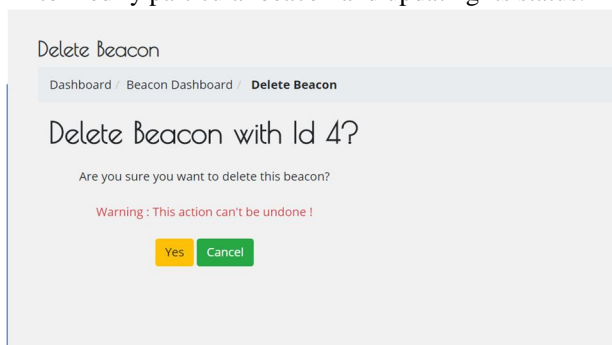 Delete Beacon
Dashboard / Beacon Dashboard / Delete Beacon
Delete Beacon with Id 4?
Are you sure you want to delete this beacon?
Warning : This action can't be undone !
Yes Cancel